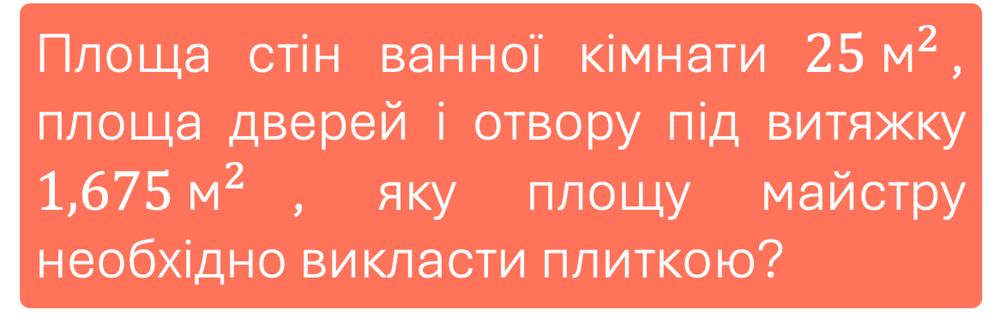 Площа стін ванної кімнати 25 м²,
площа дверей і отвору під витяжку
1,675 м² , яку площу майстру
необхідно викласти плиткою?